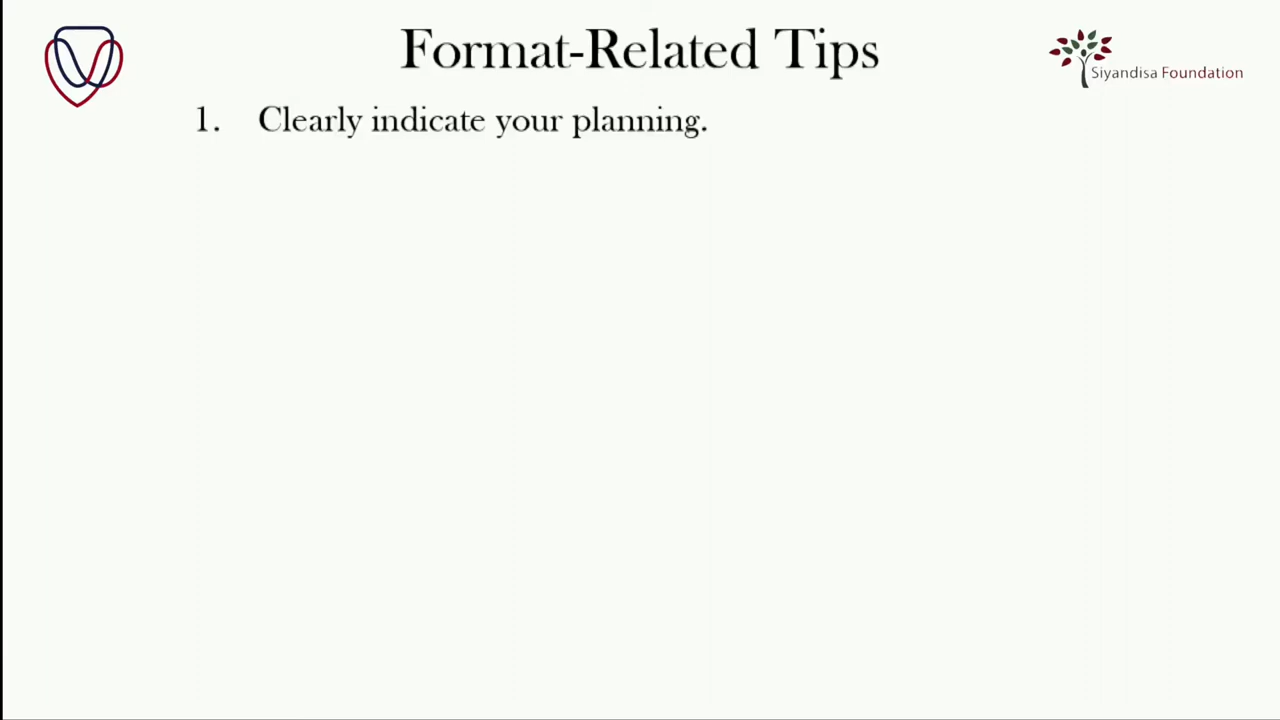 Format-Related Tips
Siyandisa Foundation
1. Clearly indicate your planning.